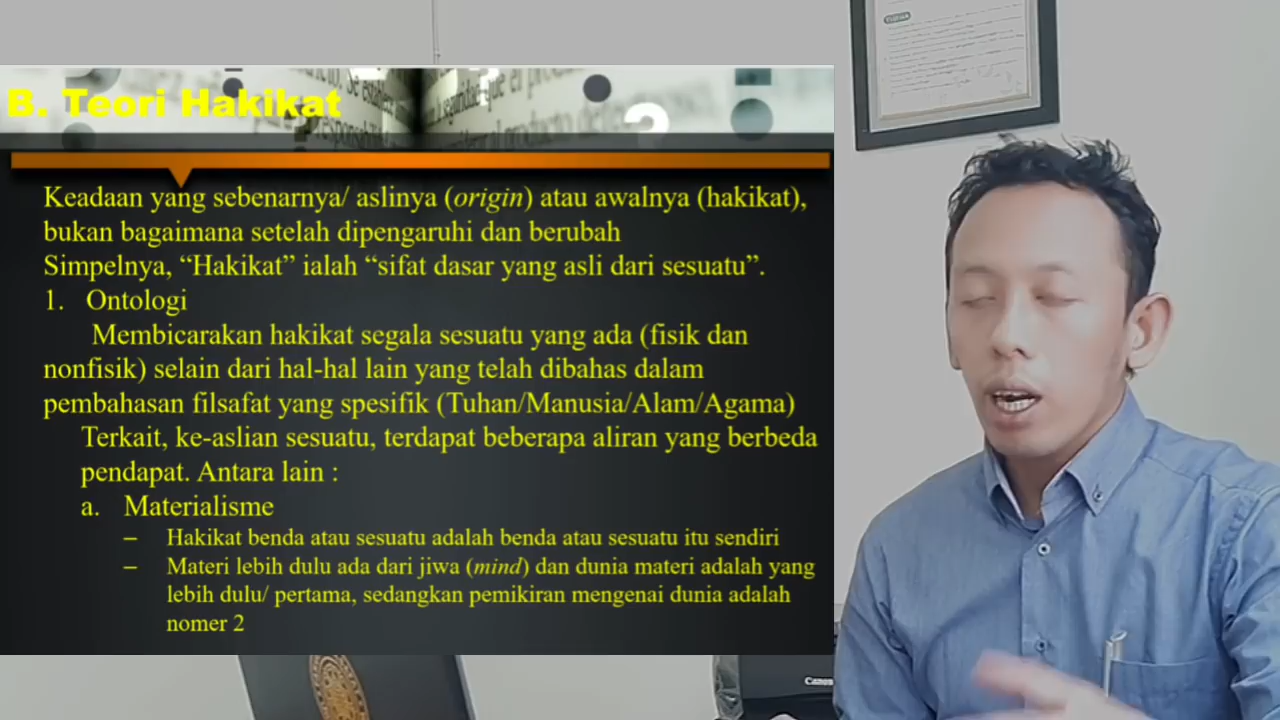 B. Teori Hakikat
Keadaan yang sebenarnya/ aslinya (origin) atau awalnya (hakikat),
bukan bagaimana setelah dipengaruhi dan berubah
Simpelnya, “Hakikat” ialah “sifat dasar yang asli dari sesuatu”.
1. Ontologi
Membicarakan hakikat segala sesuatu yang ada (fisik dan
nonfisik) selain dari hal-hal lain yang telah dibahas dalam
pembahasan filsafat yang spesifik (Tuhan/Manusia/Alam/Agama)
Terkait, ke-aslian sesuatu, terdapat beberapa aliran yang berbeda
pendapat. Antara lain :
a. Materialisme
– Hakikat benda atau sesuatu adalah benda atau sesuatu itu sendiri
– Materi lebih dulu ada dari jiwa (mind) dan dunia materi adalah yang
lebih dulu/ pertama, sedangkan pemikiran mengenai dunia adalah
nomer 2
Canon